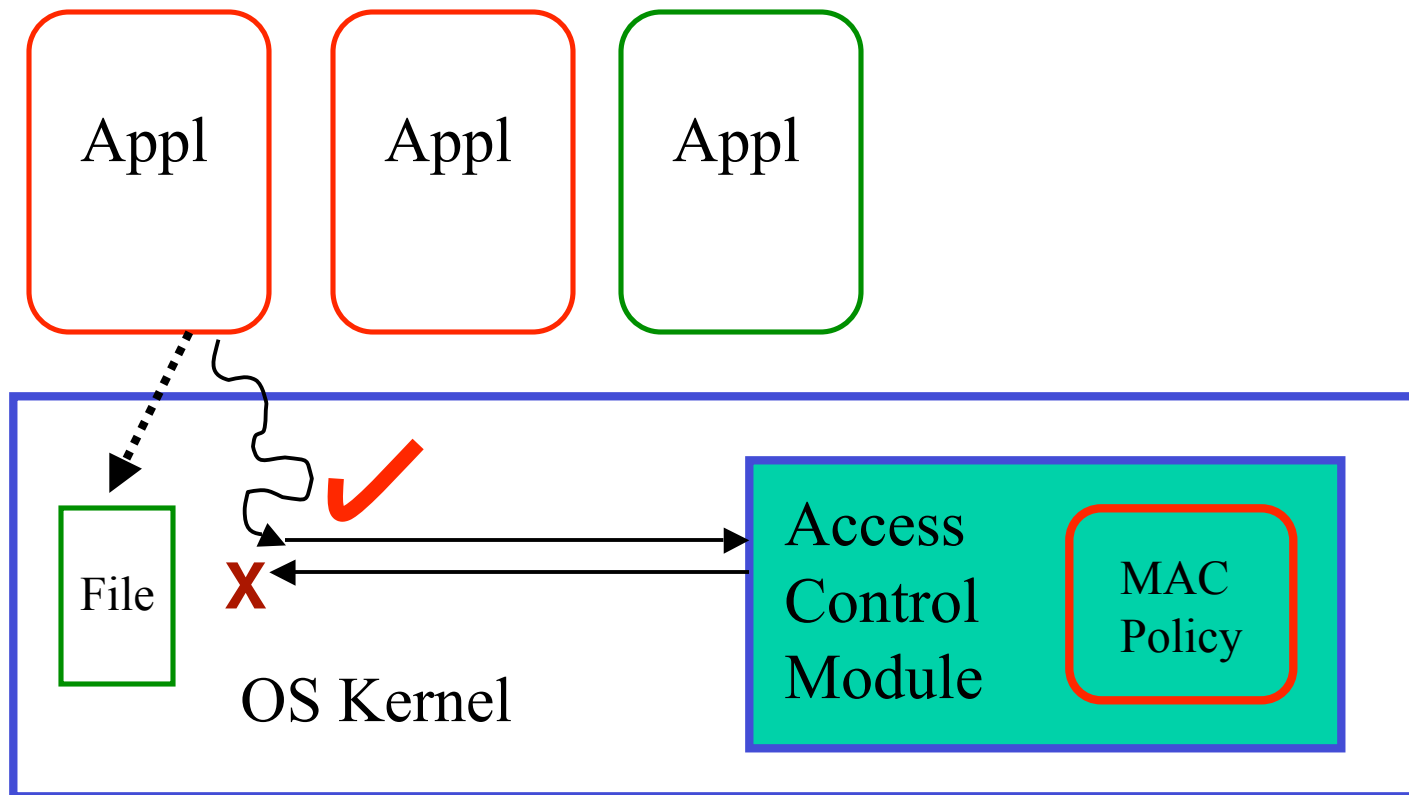 Appl
Appl
Appl
File
X
OS Kernel
Access
Control
Module
MAC
Policy